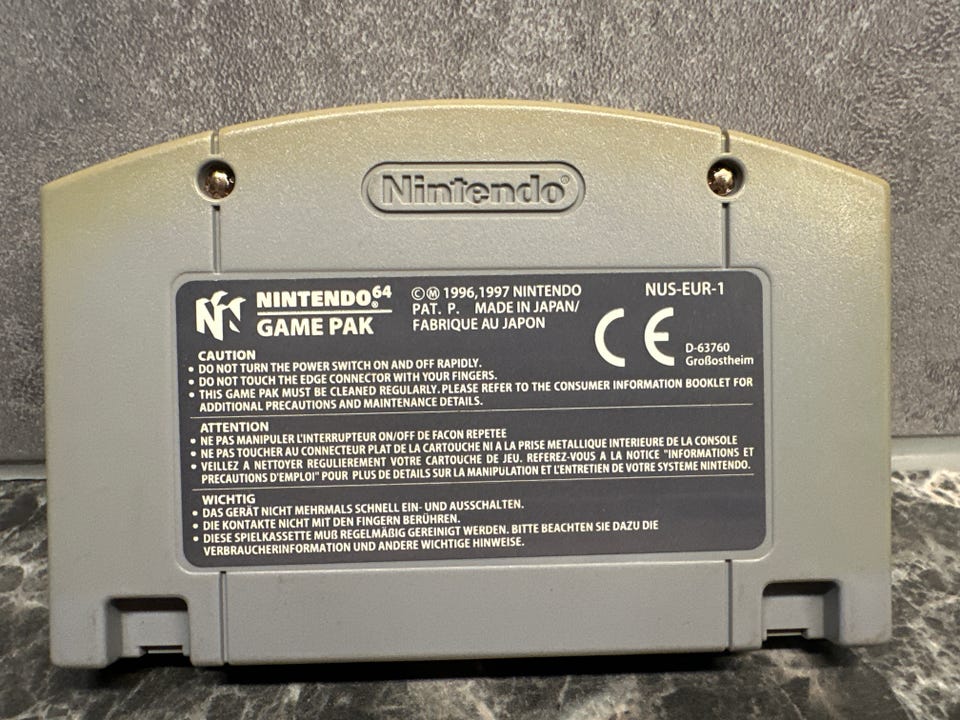 Nintendo®
NINTENDO®64
GAME PAK
©Ⓜ 1996,1997 NINTENDO
PAT. P. MADE IN JAPAN/
FABRIQUE AU JAPON
NUS-EUR-1
CE
D-63760
Großostheim
CAUTION
• DO NOT TURN THE POWER SWITCH ON AND OFF RAPIDLY.
• DO NOT TOUCH THE EDGE CONNECTOR WITH YOUR FINGERS.
• THIS GAME PAK MUST BE CLEANED REGULARLY. PLEASE REFER TO THE CONSUMER INFORMATION BOOKLET FOR
ADDITIONAL PRECAUTIONS AND MAINTENANCE DETAILS.
ATTENTION
• NE PAS MANIPULER L'INTERRUPTEUR ON/OFF DE FACON REPETEE
• NE PAS TOUCHER AU CONNECTEUR PLAT DE LA CARTOUCHE NI A LA PRISE METALLIQUE INTERIEURE DE LA CONSOLE
• VEILLEZ A NETTOYER REGULIEREMENT VOTRE CARTOUCHE DE JEU. REFEREZ-VOUS A LA NOTICE "INFORMATIONS ET
PRECAUTIONS D'EMPLOI" POUR PLUS DE DETAILS SUR LA MANIPULATION ET L'ENTRETIEN DE VOTRE SYSTEME NINTENDO.
WICHTIG
• DAS GERÄT NICHT MEHRMALS SCHNELL EIN- UND AUSSCHALTEN.
• DIE KONTAKTE NICHT MIT DEN FINGERN BERÜHREN.
• DIESE SPIELKASSETTE MUß REGELMÄßIG GEREINIGT WERDEN. BITTE BEACHTEN SIE DAZU DIE
VERBRAUCHERINFORMATION UND ANDERE WICHTIGE HINWEISE.